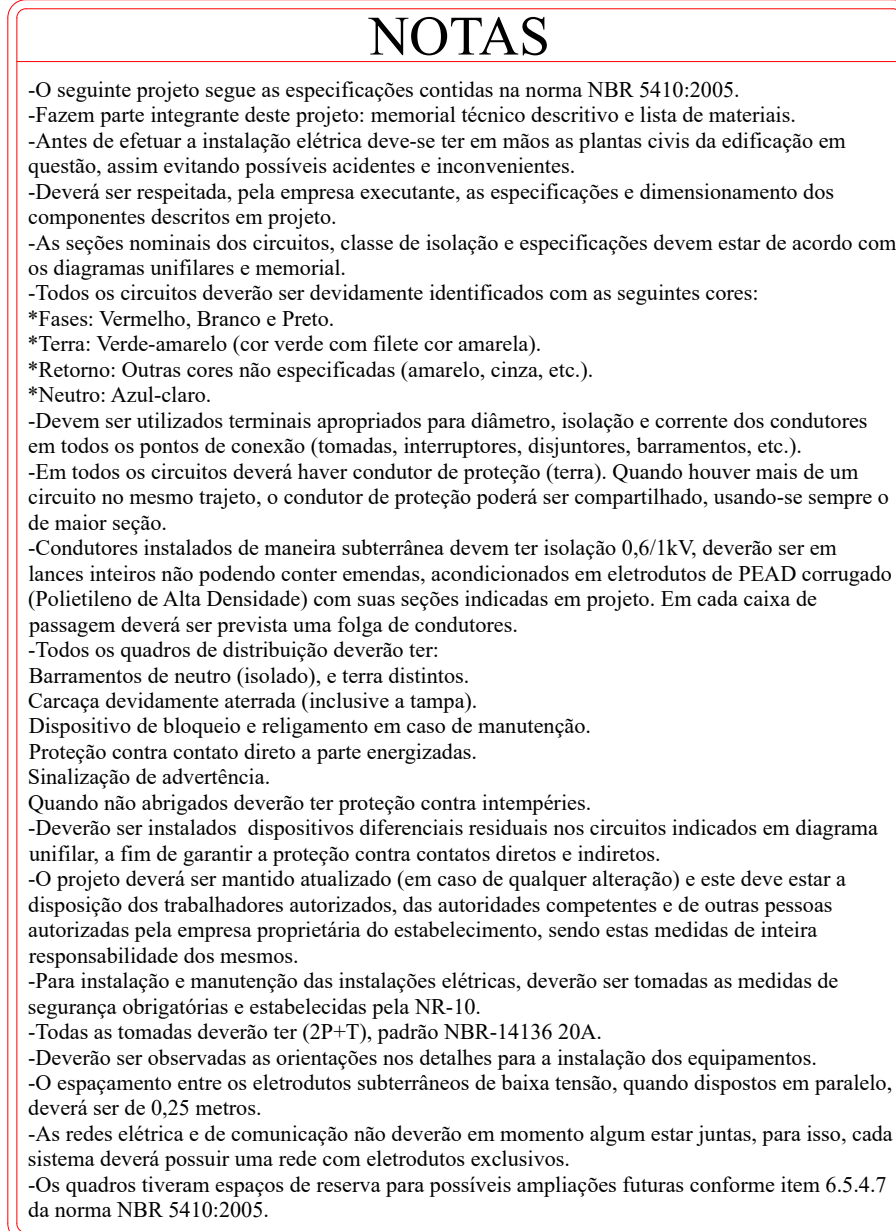 NOTAS
-O seguinte projeto segue as especificações contidas na norma NBR 5410:2005.
-Fazem parte integrante deste projeto: memorial técnico descritivo e lista de materiais.
-Antes de efetuar a instalação elétrica deve-se ter em mãos as plantas civis da edificação em
questão, assim evitando possíveis acidentes e inconvenientes.
-Deverá ser respeitada, pela empresa executante, as especificações e dimensionamento dos
componentes descritos em projeto.
-As seções nominais dos circuitos, classe de isolação e especificações devem estar de acordo com
os diagramas unifilares e memorial.
-Todos os circuitos deverão ser devidamente identificados com as seguintes cores:
*Fases: Vermelho, Branco e Preto.
*Terra: Verde-amarelo (cor verde com filete cor amarela).
*Retorno: Outras cores não especificadas (amarelo, cinza, etc.).
*Neutro: Azul-claro.
-Devem ser utilizados terminais apropriados para diâmetro, isolação e corrente dos condutores
em todos os pontos de conexão (tomadas, interruptores, disjuntores, barramentos, etc.).
-Em todos os circuitos deverá haver condutor de proteção (terra). Quando houver mais de um
circuito no mesmo trajeto, o condutor de proteção poderá ser compartilhado, usando-se sempre o
de maior seção.
-Condutores instalados de maneira subterrânea devem ter isolação 0,6/1kV, deverão ser em
lances inteiros não podendo conter emendas, acondicionados em eletrodutos de PEAD corrugado
(Polietileno de Alta Densidade) com suas seções indicadas em projeto. Em cada caixa de
passagem deverá ser prevista uma folga de condutores.
-Todos os quadros de distribuição deverão ter:
Barramentos de neutro (isolado), e terra distintos.
Carcaça devidamente aterrada (inclusive a tampa).
Dispositivo de bloqueio e religamento em caso de manutenção.
Proteção contra contato direto a parte energizadas.
Sinalização de advertência.
Quando não abrigados deverão ter proteção contra intempéries.
-Deverão ser instalados  dispositivos diferenciais residuais nos circuitos indicados em diagrama
unifilar, a fim de garantir a proteção contra contatos diretos e indiretos.
-O projeto deverá ser mantido atualizado (em caso de qualquer alteração) e este deve estar a
disposição dos trabalhadores autorizados, das autoridades competentes e de outras pessoas
autorizadas pela empresa proprietária do estabelecimento, sendo estas medidas de inteira
responsabilidade dos mesmos.
-Para instalação e manutenção das instalações elétricas, deverão ser tomadas as medidas de
segurança obrigatórias e estabelecidas pela NR-10.
-Todas as tomadas deverão ter (2P+T), padrão NBR-14136 20A.
-Deverão ser observadas as orientações nos detalhes para a instalação dos equipamentos.
-O espaçamento entre os eletrodutos subterrâneos de baixa tensão, quando dispostos em paralelo,
deverá ser de 0,25 metros.
-As redes elétrica e de comunicação não deverão em momento algum estar juntas, para isso, cada
sistema deverá possuir uma rede com eletrodutos exclusivos.
-Os quadros tiveram espaços de reserva para possíveis ampliações futuras conforme item 6.5.4.7
da norma NBR 5410:2005.